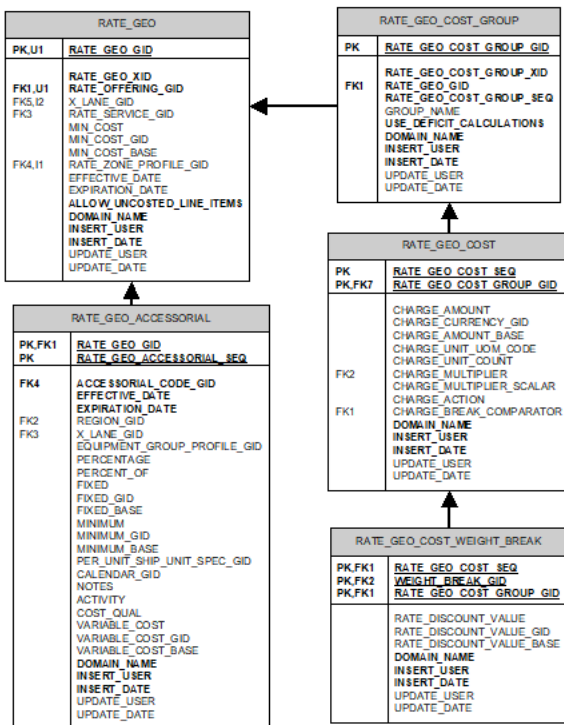 RATE_GEO
PK,U1 RATE_GEO_GID
RATE_GEO_XID
FK1,U1 RATE_OFFERING_GID
FK5,I2 X_LANE_GID
FK3 RATE_SERVICE_GID
MIN_COST
MIN_COST_GID
MIN_COST_BASE
FK4,I1 RATE_ZONE_PROFILE_GID
EFFECTIVE_DATE
EXPIRATION_DATE
ALLOW_UNCOSTED_LINE_ITEMS
DOMAIN_NAME
INSERT_USER
INSERT_DATE
UPDATE_USER
UPDATE_DATE
RATE_GEO_COST_GROUP
PK RATE_GEO_COST_GROUP_GID
RATE_GEO_COST_GROUP_XID
FK1 RATE_GEO_GID
RATE_GEO_COST_GROUP_SEQ
GROUP_NAME
USE_DEFICIT_CALCULATIONS
DOMAIN_NAME
INSERT_USER
INSERT_DATE
UPDATE_USER
UPDATE_DATE
RATE_GEO_ACCESSORIAL
PK,FK1 RATE_GEO_GID
PK RATE_GEO_ACCESSORIAL_SEQ
FK4 ACCESSORIAL_CODE_GID
EFFECTIVE_DATE
EXPIRATION_DATE
FK2 REGION_GID
FK3 X_LANE_GID
EQUIPMENT_GROUP_PROFILE_GID
PERCENTAGE
PERCENT_OF
FIXED
FIXED_GID
FIXED_BASE
MINIMUM
MINIMUM_GID
MINIMUM_BASE
PER_UNIT_SHIP_UNIT_SPEC_GID
CALENDAR_GID
NOTES
ACTIVITY
COST_QUAL
VARIABLE_COST
VARIABLE_COST_GID
VARIABLE_COST_BASE
DOMAIN_NAME
INSERT_USER
INSERT_DATE
UPDATE_USER
UPDATE_DATE
RATE_GEO_COST
PK RATE_GEO_COST_SEQ
PK,FK7 RATE_GEO_COST_GROUP_GID
CHARGE_AMOUNT
CHARGE_CURRENCY_GID
CHARGE_AMOUNT_BASE
CHARGE_UNIT_UOM_CODE
CHARGE_UNIT_COUNT
FK2 CHARGE_MULTIPLIER
CHARGE_MULTIPLIER_SCALAR
CHARGE_ACTION
FK1 CHARGE_BREAK_COMPARATOR
DOMAIN_NAME
INSERT_USER
INSERT_DATE
UPDATE_USER
UPDATE_DATE
RATE_GEO_COST_WEIGHT_BREAK
PK,FK1 RATE_GEO_COST_SEQ
PK,FK2 WEIGHT_BREAK_GID
PK,FK1 RATE_GEO_COST_GROUP_GID
RATE_DISCOUNT_VALUE
RATE_DISCOUNT_VALUE_GID
RATE_DISCOUNT_VALUE_BASE
DOMAIN_NAME
INSERT_USER
INSERT_DATE
UPDATE_USER
UPDATE_DATE